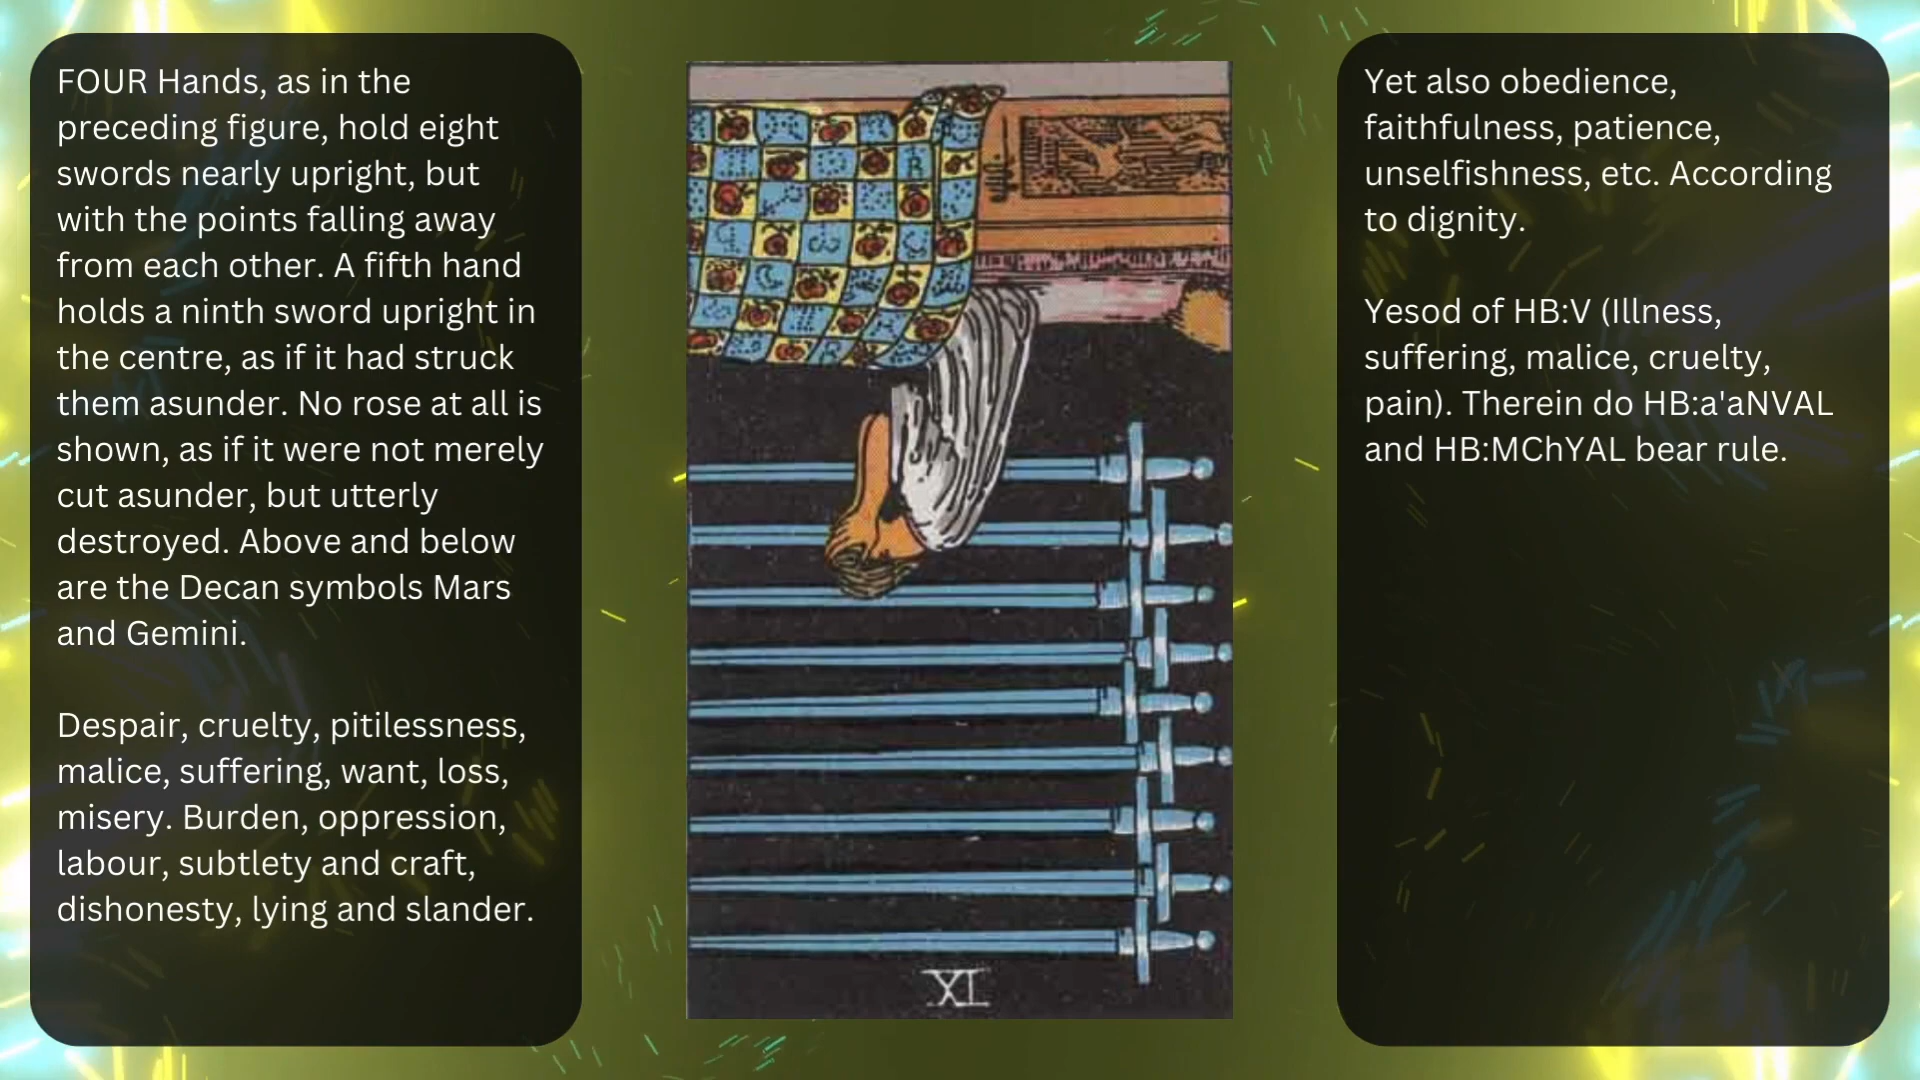 FOUR Hands, as in the
preceding figure, hold eight
swords nearly upright, but
with the points falling away
from each other. A fifth hand
holds a ninth sword upright in
the centre, as if it had struck
them asunder. No rose at all is
shown, as if it were not merely
cut asunder, but utterly
destroyed. Above and below
are the Decan symbols Mars
and Gemini.
Despair, cruelty, pitilessness,
malice, suffering, want, loss,
misery. Burden, oppression,
labour, subtlety and craft,
dishonesty, lying and slander.
XI
Yet also obedience,
faithfulness, patience,
unselfishness, etc. According
to dignity.
Yesod of HB:V (Illness,
suffering, malice, cruelty,
pain). Therein do HB:a'aNVAL
and HB:MChYAL bear rule.